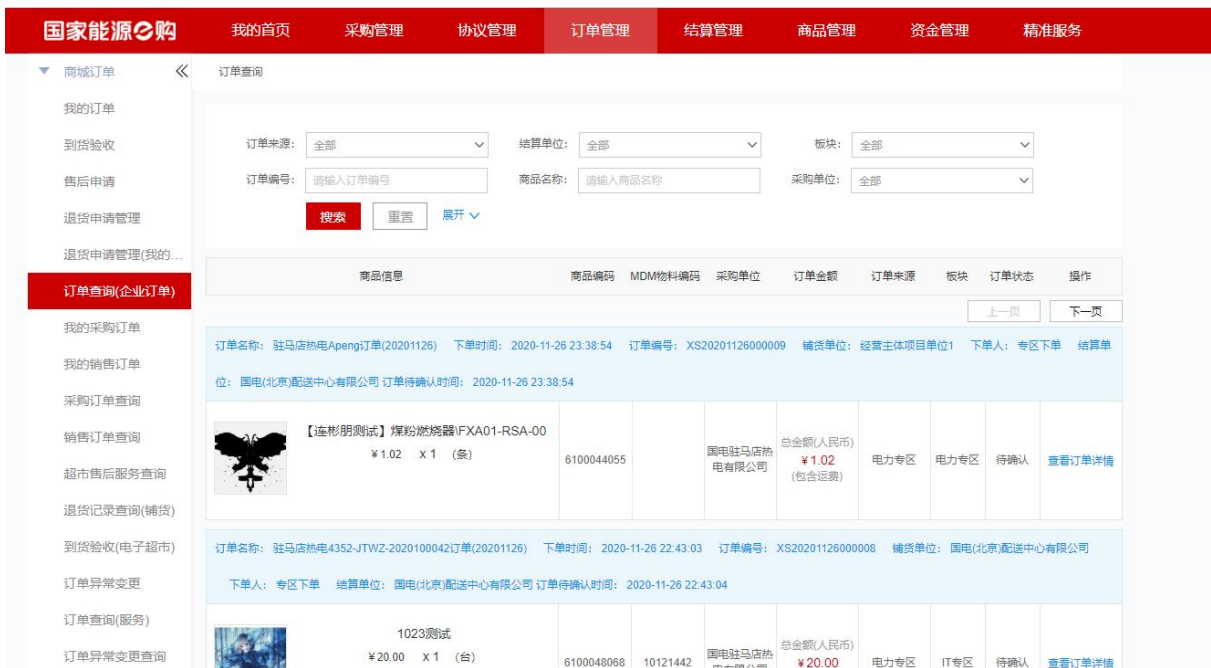 国家能源e购 我的首页 采购管理 协议管理 订单管理 结算管理 商品管理 资金管理 精准服务
商城订单
订单查询
我的订单
到货验收
订单来源: 全部 结算单位: 全部 板块: 全部
售后申请
订单编号: 请输入订单编号 商品名称: 请输入商品名称 采购单位: 全部
退货申请管理
搜索 重置 展开
退货申请管理(我的...
商品信息 商品编码 MDM物料编码 采购单位 订单金额 订单来源 板块 订单状态 操作
订单查询(企业订单)
上一页 下一页
我的采购订单
订单名称: 驻马店热电Apeng订单(20201126) 下单时间: 2020-11-26 23:38:54 订单编号: XS20201126000009 铺货单位: 经营主体项目单位1 下单人: 专区下单 结算单
我的销售订单
位: 国电(北京)配送中心有限公司 订单待确认时间: 2020-11-26 23:38:54
采购订单查询
销售订单查询
【连彬朋测试】煤粉燃烧器\FXA01-RSA-00
¥1.02 X 1 (条)
6100044055
国电驻马店热电有限公司
总金额(人民币)
¥1.02
(包含运费)
电力专区 电力专区 待确认 查看订单详情
超市售后服务查询
退货记录查询(铺货)
到货验收(电子超市)
订单名称: 驻马店热电4352-JTWZ-2020100042订单(20201126) 下单时间: 2020-11-26 22:43:03 订单编号: XS20201126000008 铺货单位: 国电(北京)配送中心有限公司
订单异常变更
下单人: 专区下单 结算单位: 国电(北京)配送中心有限公司 订单待确认时间: 2020-11-26 22:43:04
订单查询(服务)
1023测试
¥20.00 X 1 (台)
订单异常变更查询
6100048068 10121442
国电驻马店热
总金额(人民币)
¥20.00
电力专区 IT专区 待确认 查看订单详情